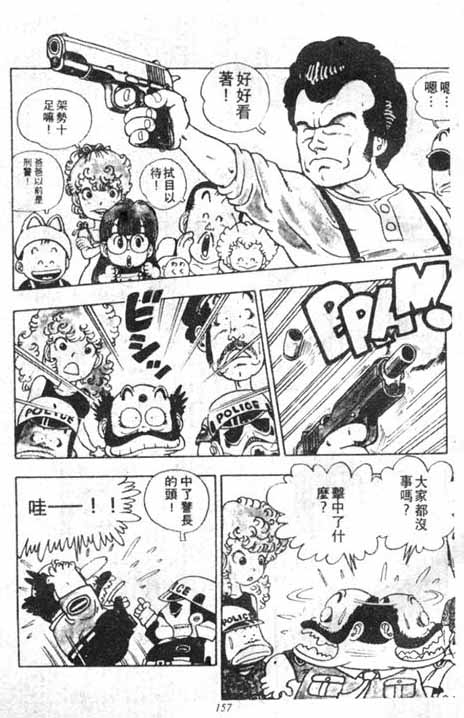 嗯…
嗯…
好好看
著！
架勢十
足嘛！
爸爸以前是
刑警！
拭目以
待！
BPAM!
ビシッ
POLICE
POLICE
大家都沒
事嗎？
擊中了什
麼？
中了警長
的頭！
哇——！！
CE
157